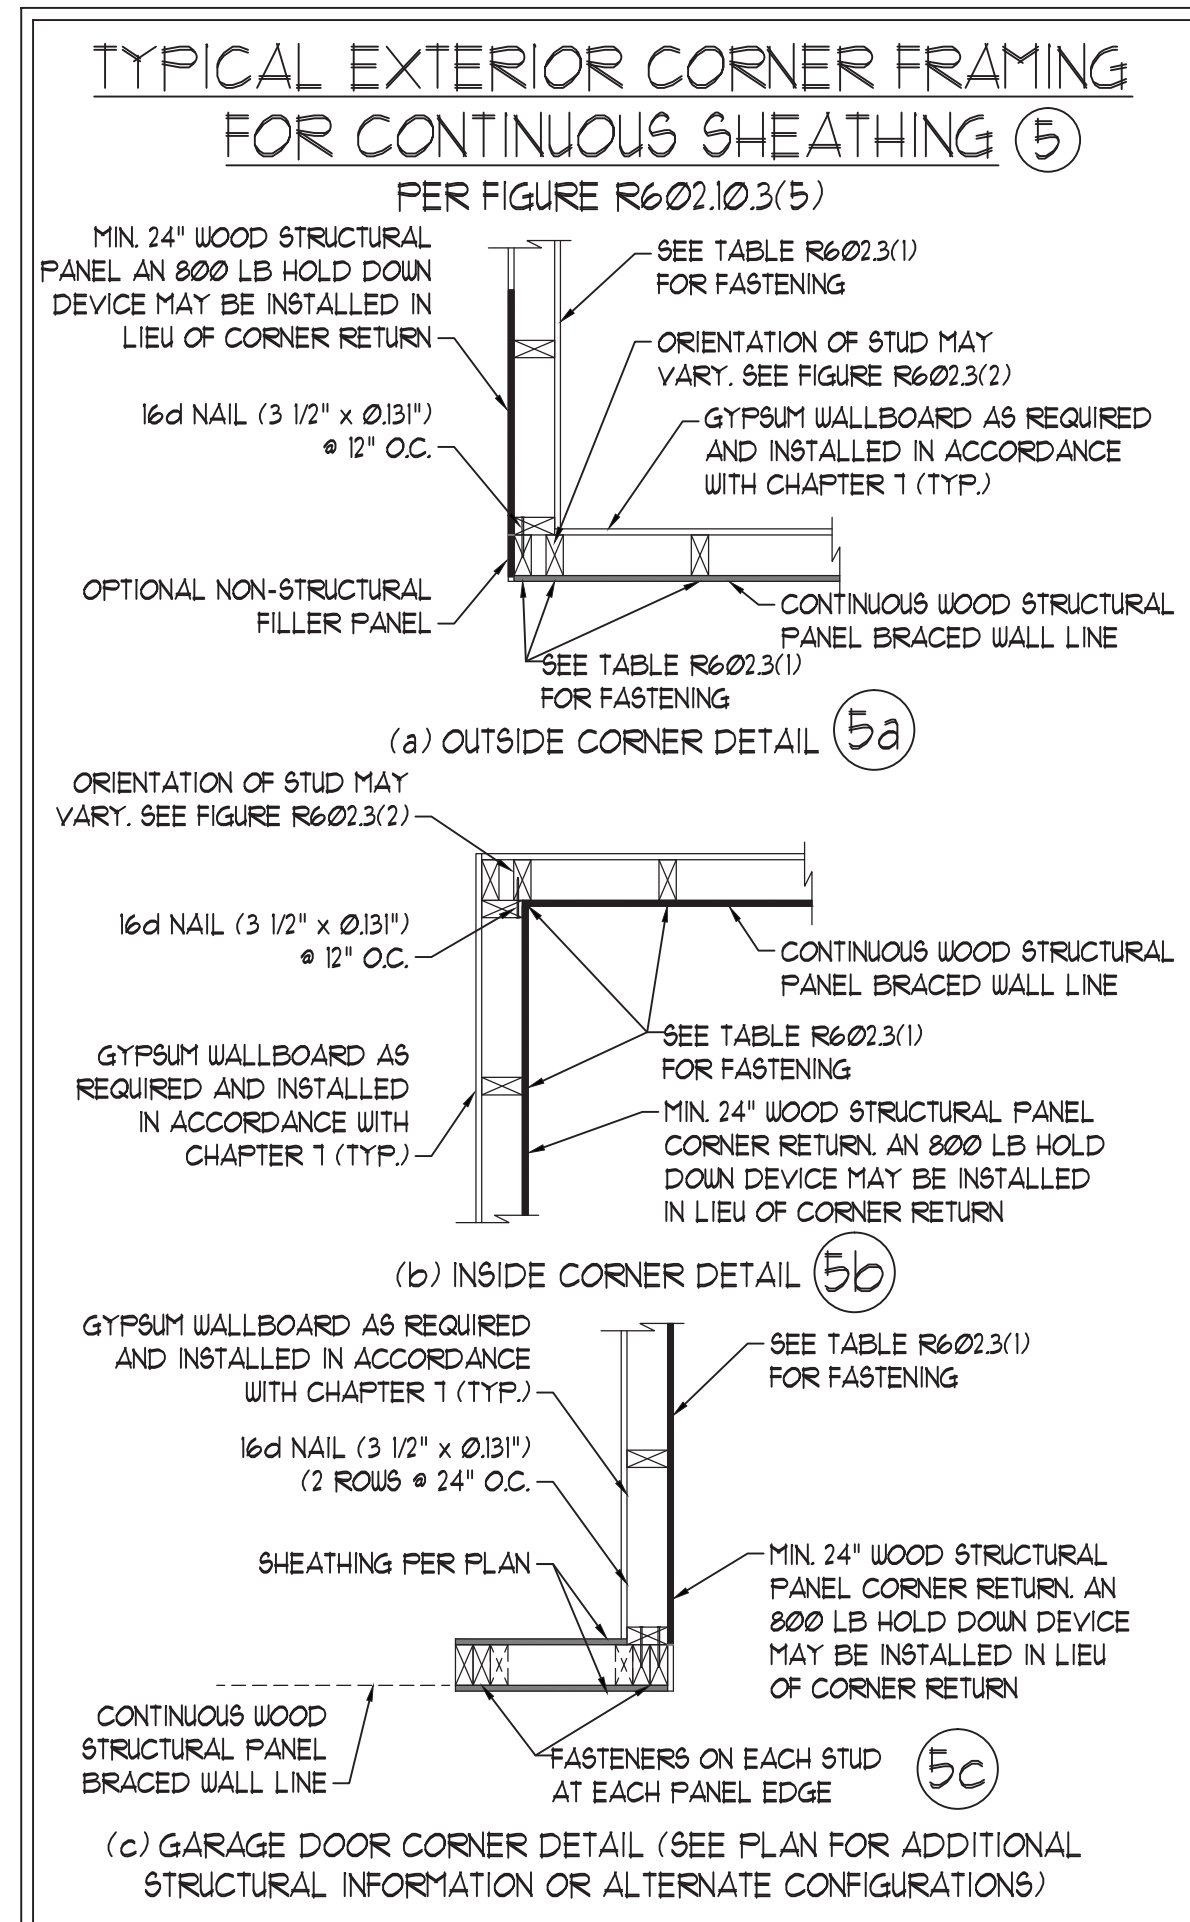 TYPICAL EXTERIOR CORNER FRAMING
FOR CONTINUOUS SHEATHING 5
PER FIGURE R602.10.3(5)
MIN. 24" WOOD STRUCTURAL
PANEL AN 800 LB HOLD DOWN
DEVICE MAY BE INSTALLED IN
LIEU OF CORNER RETURN
SEE TABLE R602.3(1)
FOR FASTENING
ORIENTATION OF STUD MAY
VARY. SEE FIGURE R602.3(2)
16d NAIL (3 1/2" x 0.131")
@ 12" O.C.
GYPSUM WALLBOARD AS REQUIRED
AND INSTALLED IN ACCORDANCE
WITH CHAPTER 7 (TYP.)
OPTIONAL NON-STRUCTURAL
FILLER PANEL
CONTINUOUS WOOD STRUCTURAL
PANEL BRACED WALL LINE
SEE TABLE R602.3(1)
FOR FASTENING
(a) OUTSIDE CORNER DETAIL 5a
ORIENTATION OF STUD MAY
VARY. SEE FIGURE R602.3(2)
16d NAIL (3 1/2" x 0.131")
@ 12" O.C.
CONTINUOUS WOOD STRUCTURAL
PANEL BRACED WALL LINE
SEE TABLE R602.3(1)
FOR FASTENING
GYPSUM WALLBOARD AS
REQUIRED AND INSTALLED
IN ACCORDANCE WITH
CHAPTER 7 (TYP.)
MIN. 24" WOOD STRUCTURAL PANEL
CORNER RETURN. AN 800 LB HOLD
DOWN DEVICE MAY BE INSTALLED
IN LIEU OF CORNER RETURN
(b) INSIDE CORNER DETAIL 5b
GYPSUM WALLBOARD AS REQUIRED
AND INSTALLED IN ACCORDANCE
WITH CHAPTER 7 (TYP.)
SEE TABLE R602.3(1)
FOR FASTENING
16d NAIL (3 1/2" x 0.131")
(2 ROWS @ 24" O.C.
SHEATHING PER PLAN
MIN. 24" WOOD STRUCTURAL
PANEL CORNER RETURN. AN
800 LB HOLD DOWN DEVICE
MAY BE INSTALLED IN LIEU
OF CORNER RETURN
CONTINUOUS WOOD
STRUCTURAL PANEL
BRACED WALL LINE
FASTENERS ON EACH STUD
AT EACH PANEL EDGE
5c
(c) GARAGE DOOR CORNER DETAIL (SEE PLAN FOR ADDITIONAL
STRUCTURAL INFORMATION OR ALTERNATE CONFIGURATIONS)